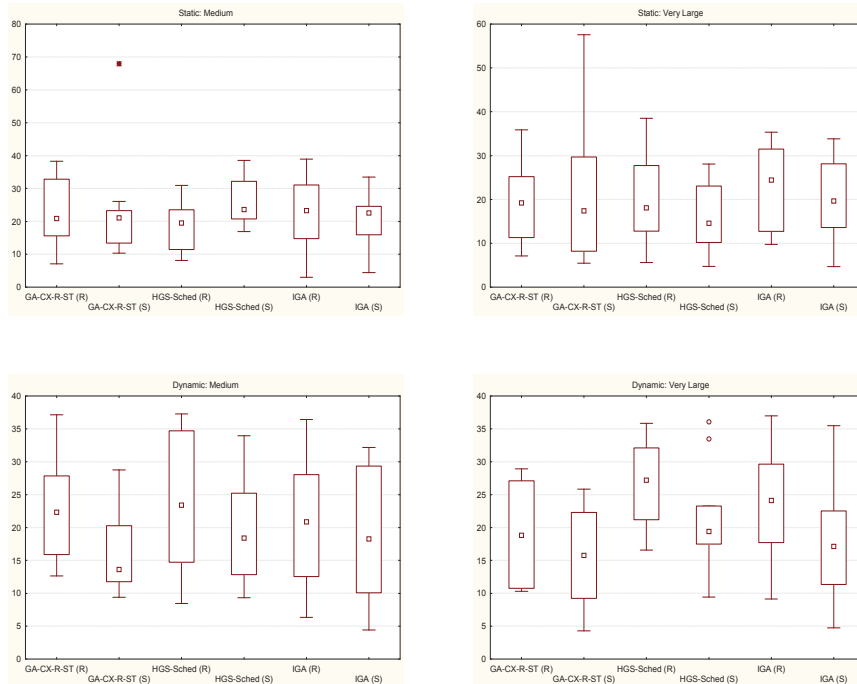 Static: Medium
80
70
60
50
40
30
20
10
0
GA-CX-R-ST (R)
GA-CX-R-ST (S)
HGS-Sched (R)
HGS-Sched (S)
IGA (R)
IGA (S)
Static: Very Large
60
50
40
30
20
10
0
GA-CX-R-ST (R)
GA-CX-R-ST (S)
HGS-Sched (R)
HGS-Sched (S)
IGA (R)
IGA (S)
Dynamic: Medium
40
35
30
25
20
15
10
5
0
GA-CX-R-ST (R)
GA-CX-R-ST (S)
HGS-Sched (R)
HGS-Sched (S)
IGA (R)
IGA (S)
Dynamic: Very Large
40
35
30
25
20
15
10
5
0
GA-CX-R-ST (R)
GA-CX-R-ST (S)
HGS-Sched (R)
HGS-Sched (S)
IGA (R)
IGA (S)